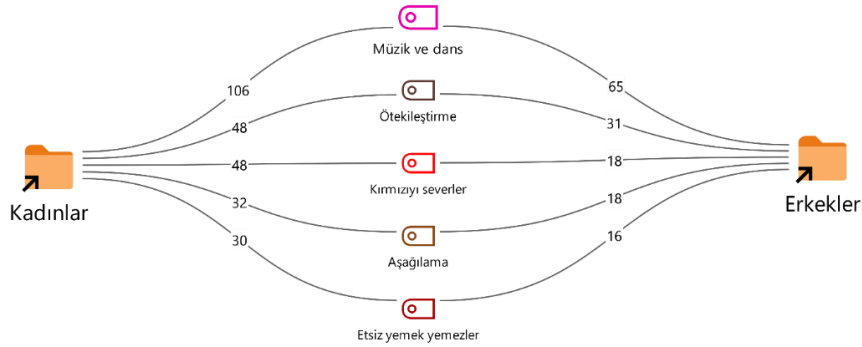 Müzik ve dans
106
65
Ötekileştirme
48
31
Kırmızıyı severler
48
18
Kadınlar
Erkekler
32
18
Aşağılama
30
16
Etsiz yemek yemezler